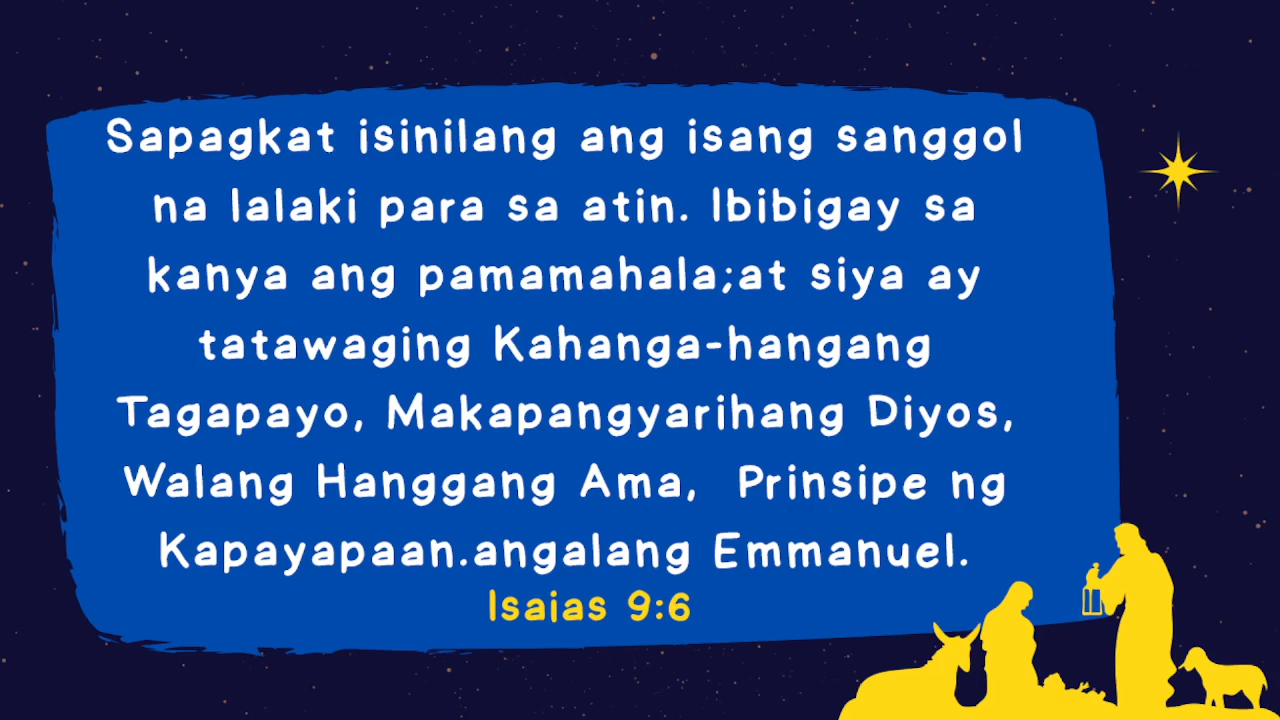 Sapagkat isinilang ang isang sanggol
na lalaki para sa atin. Ibibigay sa
kanya ang pamamahala;at siya ay
tatawaging Kahanga-hangang
Tagapayo, Makapangyarihang Diyos,
Walang Hanggang Ama,  Prinsipe ng
Kapayapaan.angalang Emmanuel.
Isaias 9:6